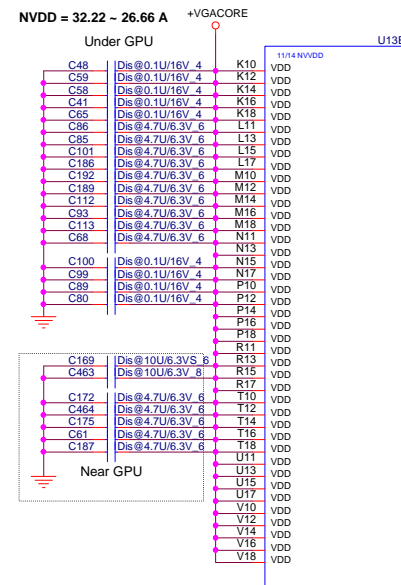 NVDD = 32.22 ~ 26.66 A
+VGACORE
Under GPU
U13E
11/14 NVVDD
C48 Dis@0.1U/16V_4 K10 VDD
C59 Dis@0.1U/16V_4 K12 VDD
C58 Dis@0.1U/16V_4 K14 VDD
C41 Dis@0.1U/16V_4 K16 VDD
C65 Dis@0.1U/16V_4 K18 VDD
C86 Dis@4.7U/6.3V_6 L11 VDD
C85 Dis@4.7U/6.3V_6 L13 VDD
C101 Dis@4.7U/6.3V_6 L15 VDD
C186 Dis@4.7U/6.3V_6 L17 VDD
C192 Dis@4.7U/6.3V_6 M10 VDD
C189 Dis@4.7U/6.3V_6 M12 VDD
C112 Dis@4.7U/6.3V_6 M14 VDD
C93 Dis@4.7U/6.3V_6 M16 VDD
C113 Dis@4.7U/6.3V_6 M18 VDD
C68 Dis@4.7U/6.3V_6 N11 VDD
N13 VDD
C100 Dis@0.1U/16V_4 N15 VDD
C99 Dis@0.1U/16V_4 N17 VDD
C89 Dis@0.1U/16V_4 P10 VDD
C80 Dis@0.1U/16V_4 P12 VDD
P14 VDD
P16 VDD
P18 VDD
R11 VDD
C169 Dis@10U/6.3VS_6 R13 VDD
C463 Dis@10U/6.3V_8 R15 VDD
R17 VDD
C172 Dis@4.7U/6.3V_6 T10 VDD
C464 Dis@4.7U/6.3V_6 T12 VDD
C175 Dis@4.7U/6.3V_6 T14 VDD
C61 Dis@4.7U/6.3V_6 T16 VDD
C187 Dis@4.7U/6.3V_6 T18 VDD
U11 VDD
Near GPU U13 VDD
U15 VDD
U17 VDD
V10 VDD
V12 VDD
V14 VDD
V16 VDD
V18 VDD